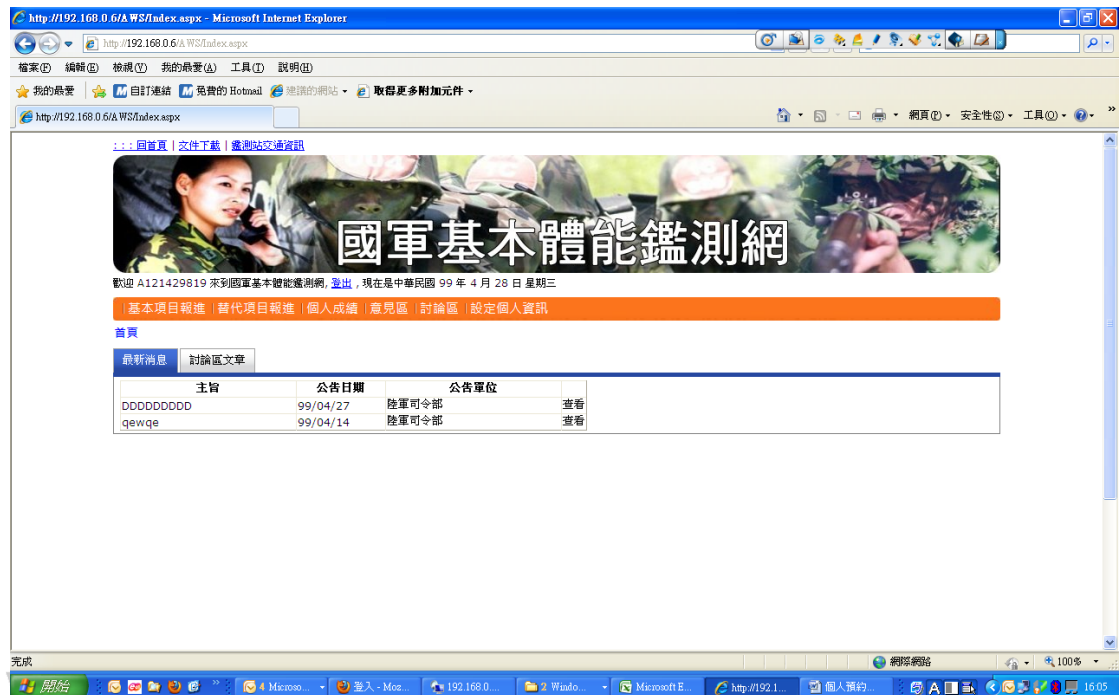 http://192.168.0.6/AWS/Index.aspx - Microsoft Internet Explorer
http://192.168.0.6/AWS/Index.aspx
檔案(F) 編輯(E) 檢視(V) 我的最愛(A) 工具(T) 說明(H)
我的最愛 自訂連結 免費的 Hotmail 建議的網站 取得更多附加元件
http://192.168.0.6/AWS/Index.aspx 網頁(P) 安全性(S) 工具(O) »
:::回首頁 | 文件下載 | 鑑測站交通資訊
國軍基本體能鑑測網
歡迎 A121429819 來到國軍基本體能鑑測網, 登出 , 現在是中華民國 99 年 4 月 28 日 星期三
|基本項目報進 |替代項目報進 |個人成績 |意見區 |討論區 |設定個人資訊
首頁
最新消息 討論區文章
主旨 公告日期 公告單位
DDDDDDDDD 99/04/27 陸軍司令部 查看
qewqe 99/04/14 陸軍司令部 查看
完成 網際網路 100%
開始 » 4 Microso... 登入 - Moz... 192.168.0.... 2 Windo... Microsoft E... http://192.1... 個人預約... A 16:05